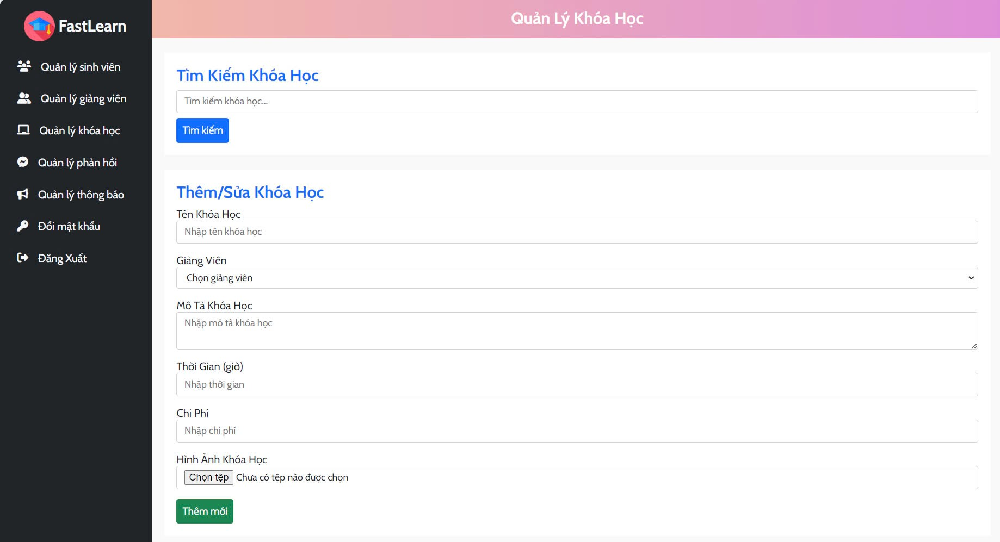 FastLearn
Quản lý sinh viên
Quản lý giảng viên
Quản lý khóa học
Quản lý phản hồi
Quản lý thông báo
Đổi mật khẩu
Đăng Xuất
Quản Lý Khóa Học
Tìm Kiếm Khóa Học
Tìm kiếm khóa học...
Tìm kiếm
Thêm/Sửa Khóa Học
Tên Khóa Học
Nhập tên khóa học
Giảng Viên
Chọn giảng viên
Mô Tả Khóa Học
Nhập mô tả khóa học
Thời Gian (giờ)
Nhập thời gian
Chi Phí
Nhập chi phí
Hình Ảnh Khóa Học
Chọn tệp Chưa có tệp nào được chọn
Thêm mới